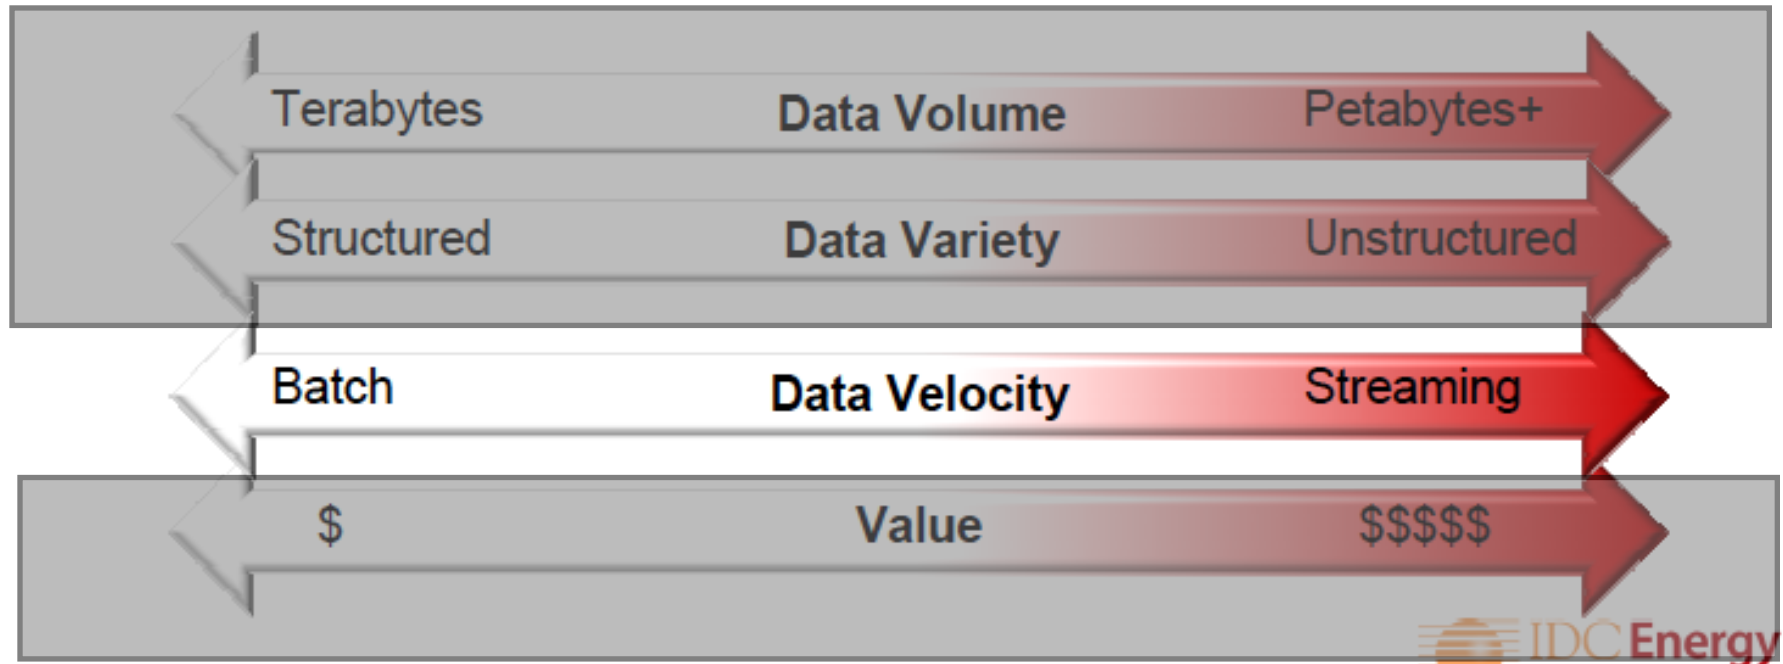 Terabytes Data Volume Petabytes+
Structured Data Variety Unstructured
Batch Data Velocity Streaming
$ Value $$$$$
IDC Energy